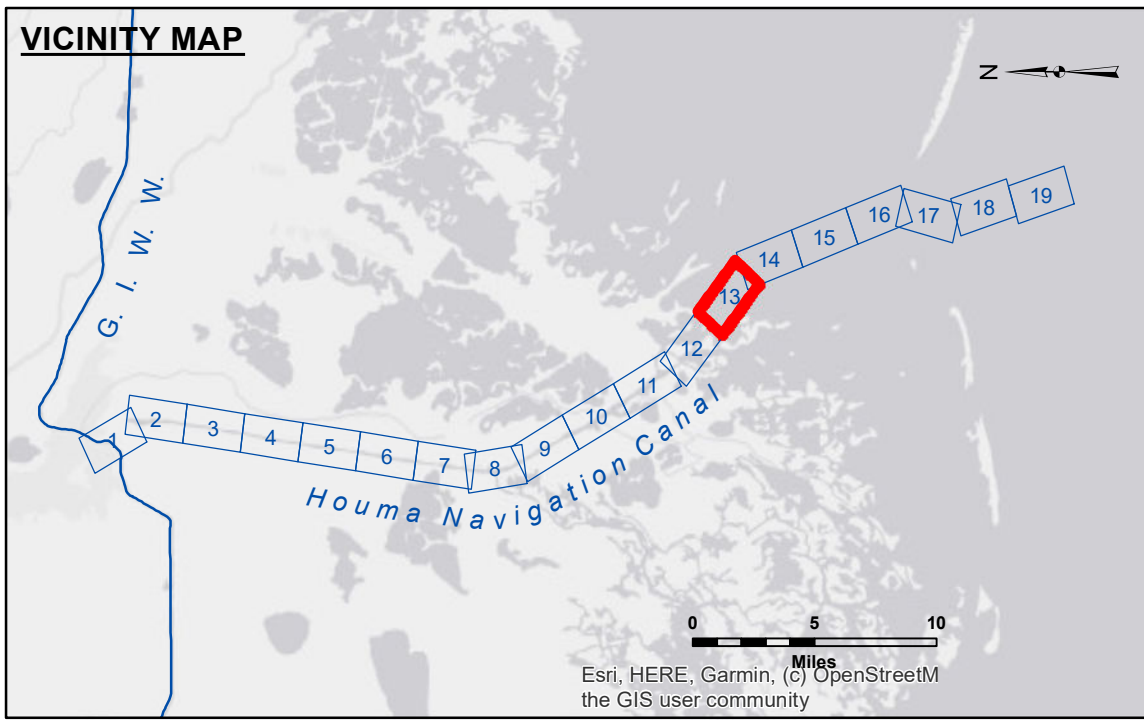 VICINITY MAP
N
G. I. W. W.
1
2
3
4
5
6
7
8
9
10
11
12
13
14
15
16
17
18
19
Houma Navigation Canal
0 5 10
Miles
Esri, HERE, Garmin, (c) OpenStreetM
the GIS user community